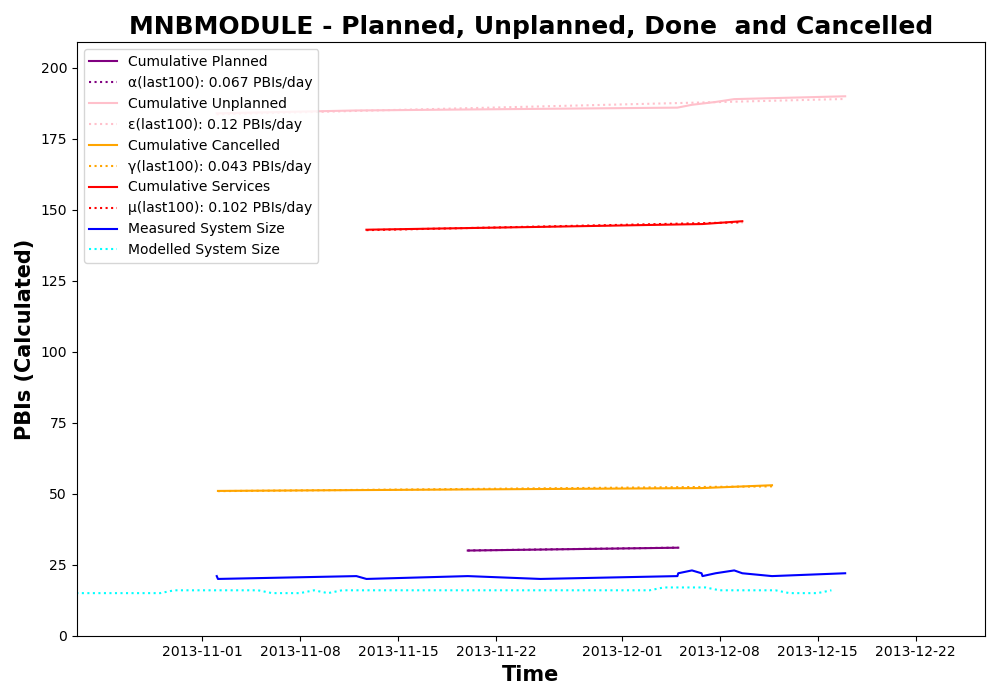 MNBMODULE - Planned, Unplanned, Done  and Cancelled
PBIs (Calculated)
200
175
150
125
100
75
50
25
0
Cumulative Planned
α(last100): 0.067 PBIs/day
Cumulative Unplanned
ε(last100): 0.12 PBIs/day
Cumulative Cancelled
γ(last100): 0.043 PBIs/day
Cumulative Services
μ(last100): 0.102 PBIs/day
Measured System Size
Modelled System Size
2013-11-01 2013-11-08 2013-11-15 2013-11-22 2013-12-01 2013-12-08 2013-12-15 2013-12-22
Time